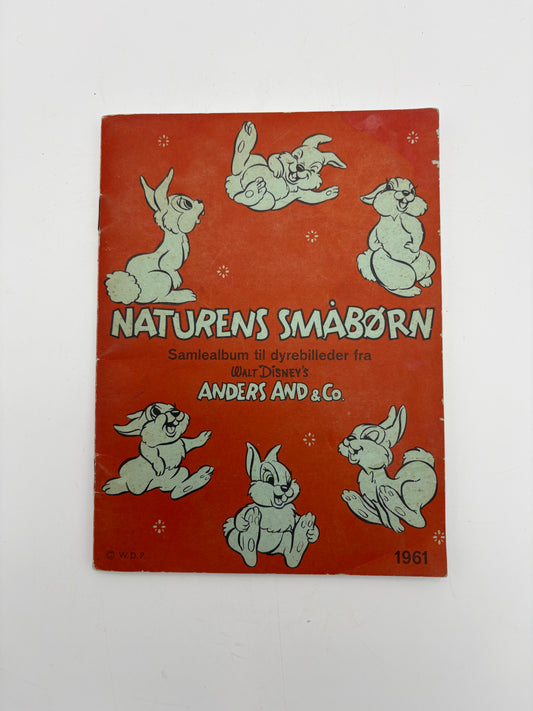 NATURENS SMÅBØRN
Samlealbum til dyrebilleder fra
WALT DISNEY'S
ANDERS AND & Co.
© W.D.P.
1961